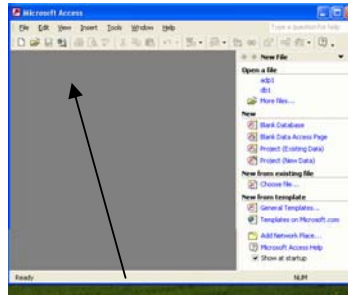 Microsoft Access
File Edit View Insert Tools Window Help
Type a question for help
New File
Open a file
adp1
db1
More files...
New
Blank Database
Blank Data Access Page
Project (Existing Data)
Project (New Data)
New from existing file
Choose file...
New from template
General Templates...
Templates on Microsoft.com
Add Network Place...
Microsoft Access Help
Show at startup
Ready
NUM